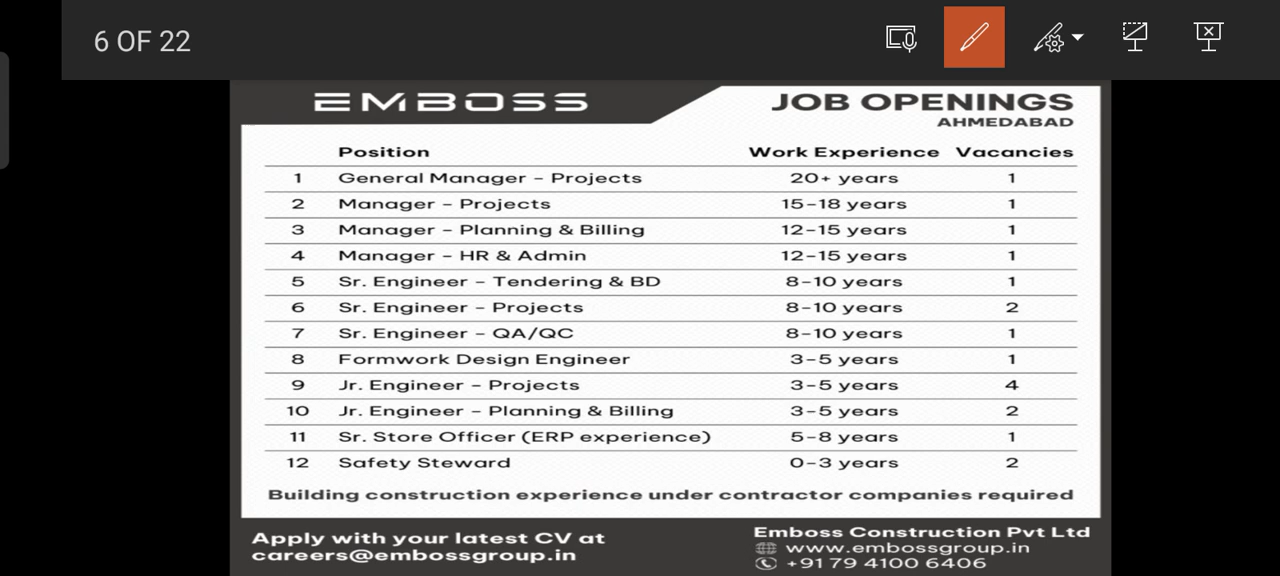 6 OF 22
EMBOSS
JOB OPENINGS
AHMEDABAD
Position Work Experience Vacancies
1 General Manager – Projects 20+ years 1
2 Manager – Projects 15-18 years 1
3 Manager – Planning & Billing 12-15 years 1
4 Manager – HR & Admin 12-15 years 1
5 Sr. Engineer – Tendering & BD 8-10 years 1
6 Sr. Engineer – Projects 8-10 years 2
7 Sr. Engineer – QA/QC 8-10 years 1
8 Formwork Design Engineer 3-5 years 1
9 Jr. Engineer – Projects 3-5 years 4
10 Jr. Engineer – Planning & Billing 3-5 years 2
11 Sr. Store Officer (ERP experience) 5-8 years 1
12 Safety Steward 0-3 years 2
Building construction experience under contractor companies required
Apply with your latest CV at
careers@embossgroup.in
Emboss Construction Pvt Ltd
www.embossgroup.in
+91 79 4100 6406